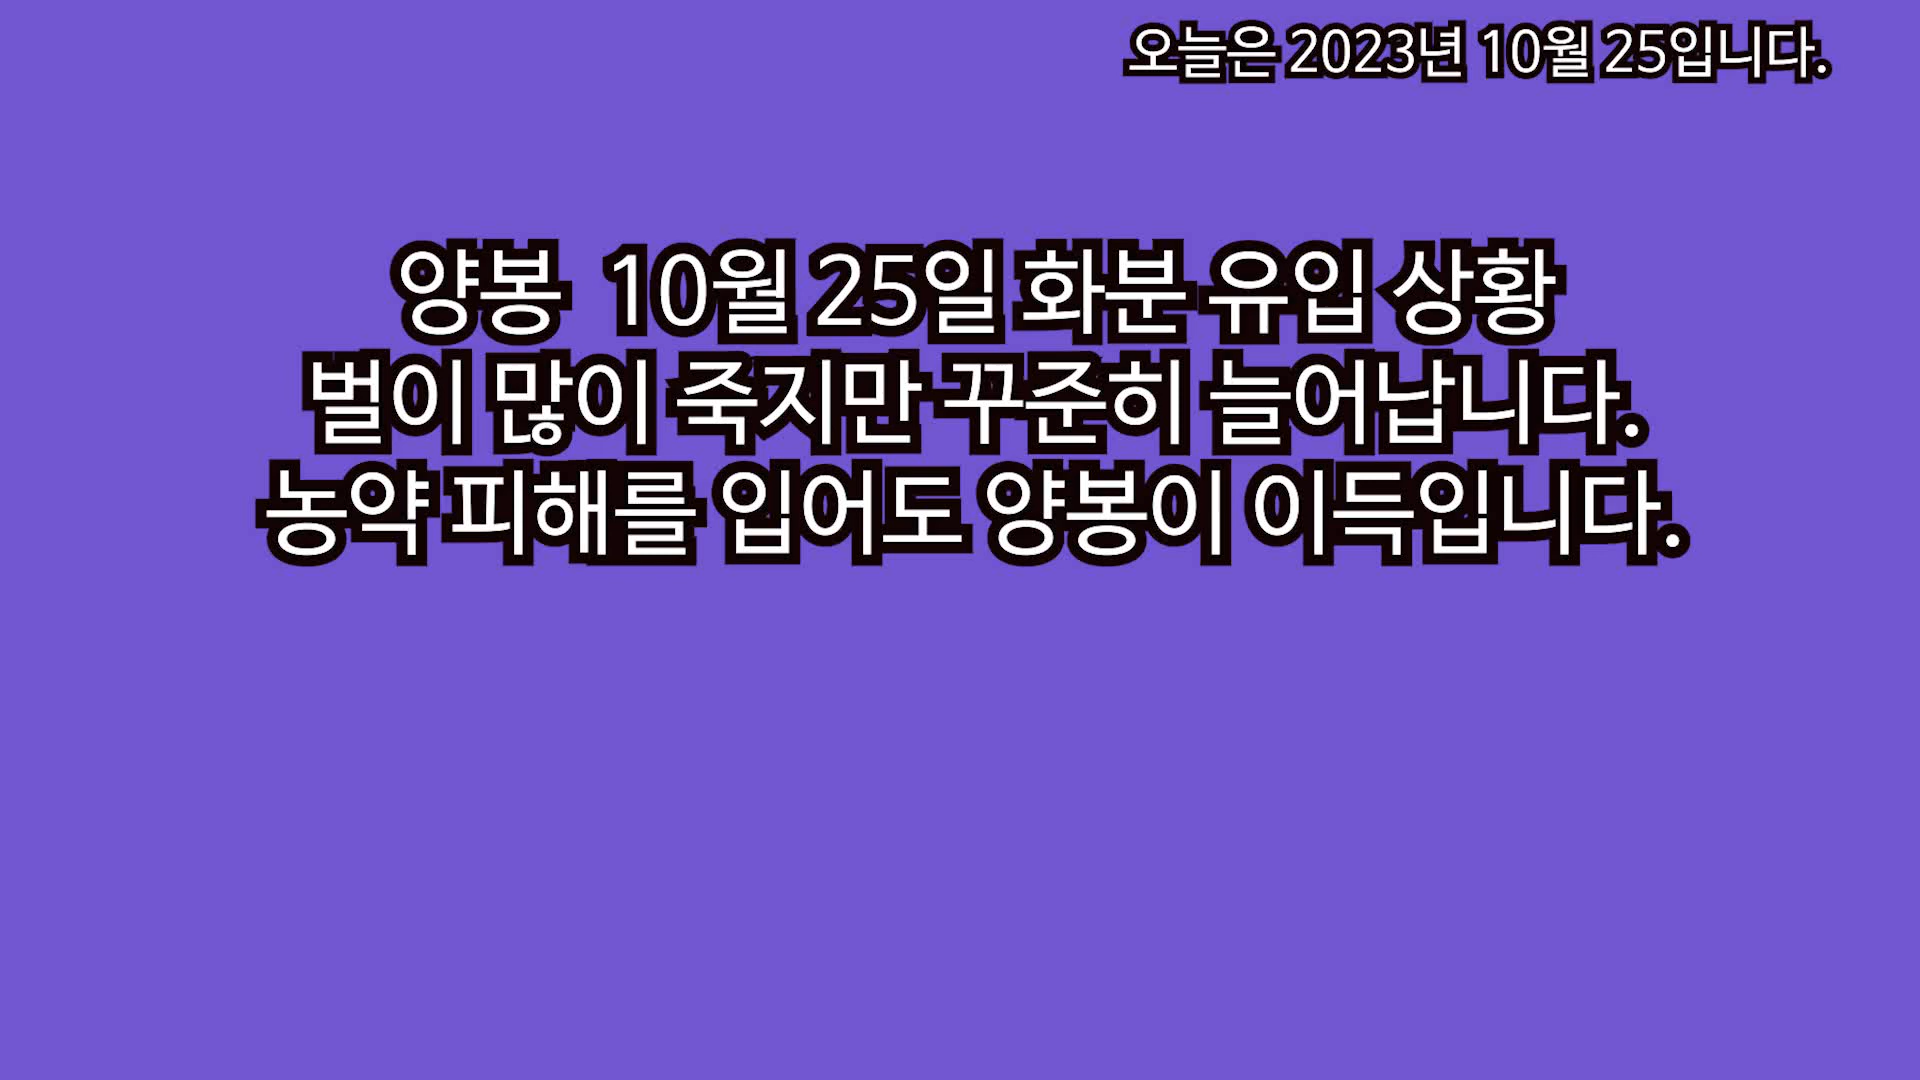 오늘은 2023년 10월 25입니다.
양봉 10월 25일 화분 유입 상황
벌이 많이 죽지만 꾸준히 늘어납니다.
농약 피해를 입어도 양봉이 이득입니다.